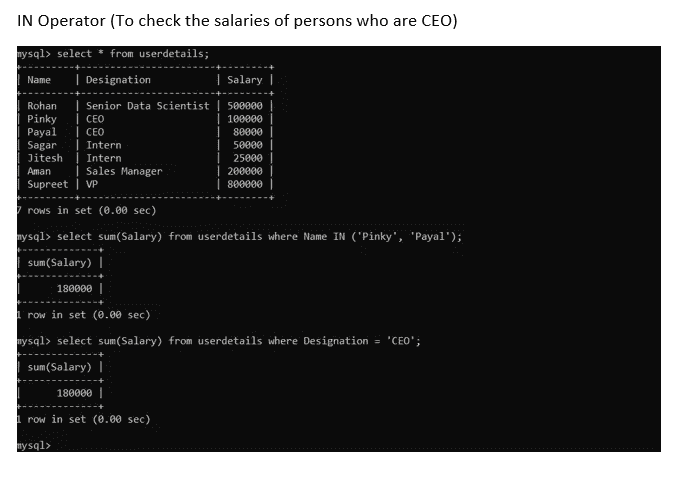 IN Operator (To check the salaries of persons who are CEO)
mysql> select * from userdetails;
+----------+-----------------------+--------+
| Name     | Designation           | Salary |
+----------+-----------------------+--------+
| Rohan    | Senior Data Scientist | 500000 |
| Pinky    | CEO                   | 100000 |
| Payal    | CEO                   |  80000 |
| Sagar    | Intern                |  50000 |
| Jitesh   | Intern                |  25000 |
| Aman     | Sales Manager         | 200000 |
| Supreet  | VP                    | 800000 |
+----------+-----------------------+--------+
7 rows in set (0.00 sec)
mysql> select sum(Salary) from userdetails where Name IN ('Pinky', 'Payal');
+-------------+
| sum(Salary) |
+-------------+
|      180000 |
+-------------+
1 row in set (0.00 sec)
mysql> select sum(Salary) from userdetails where Designation = 'CEO';
+-------------+
| sum(Salary) |
+-------------+
|      180000 |
+-------------+
1 row in set (0.00 sec)
mysql>